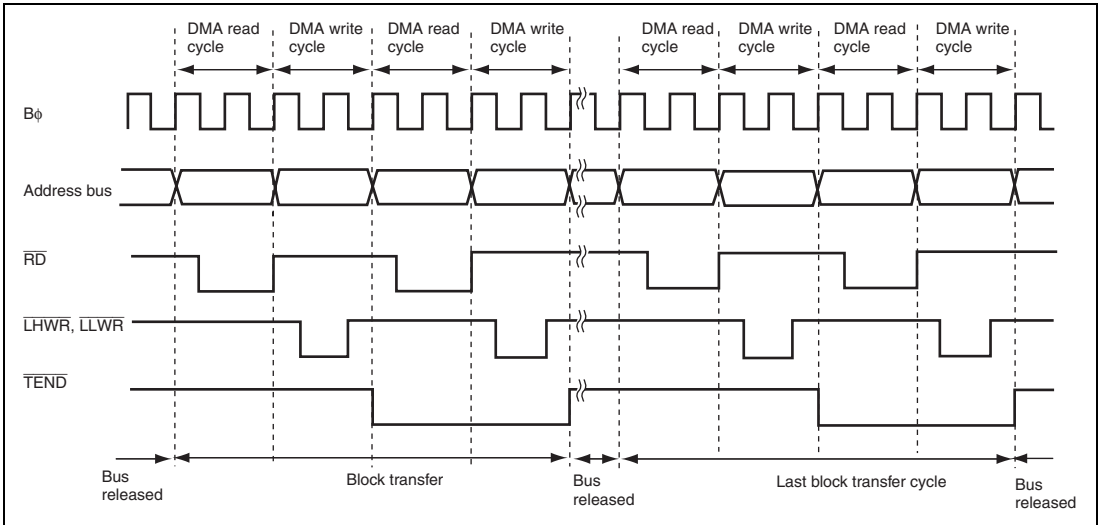 DMA read cycle
DMA write cycle
DMA read cycle
DMA write cycle
DMA read cycle
DMA write cycle
DMA read cycle
DMA write cycle
Bϕ
Address bus
RD
LHWR, LLWR
TEND
Bus released
Block transfer
Bus released
Last block transfer cycle
Bus released